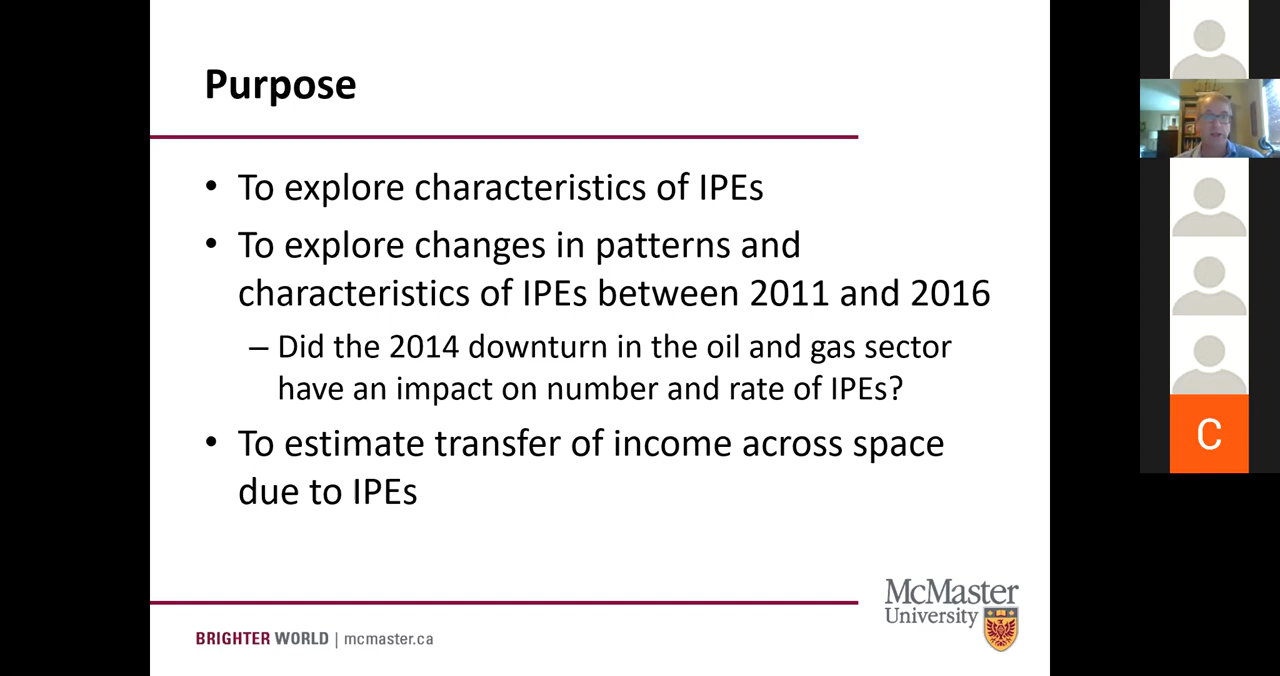 Purpose
• To explore characteristics of IPEs
• To explore changes in patterns and
characteristics of IPEs between 2011 and 2016
– Did the 2014 downturn in the oil and gas sector
have an impact on number and rate of IPEs?
• To estimate transfer of income across space
due to IPEs
BRIGHTER WORLD | mcmaster.ca
McMaster
University
C